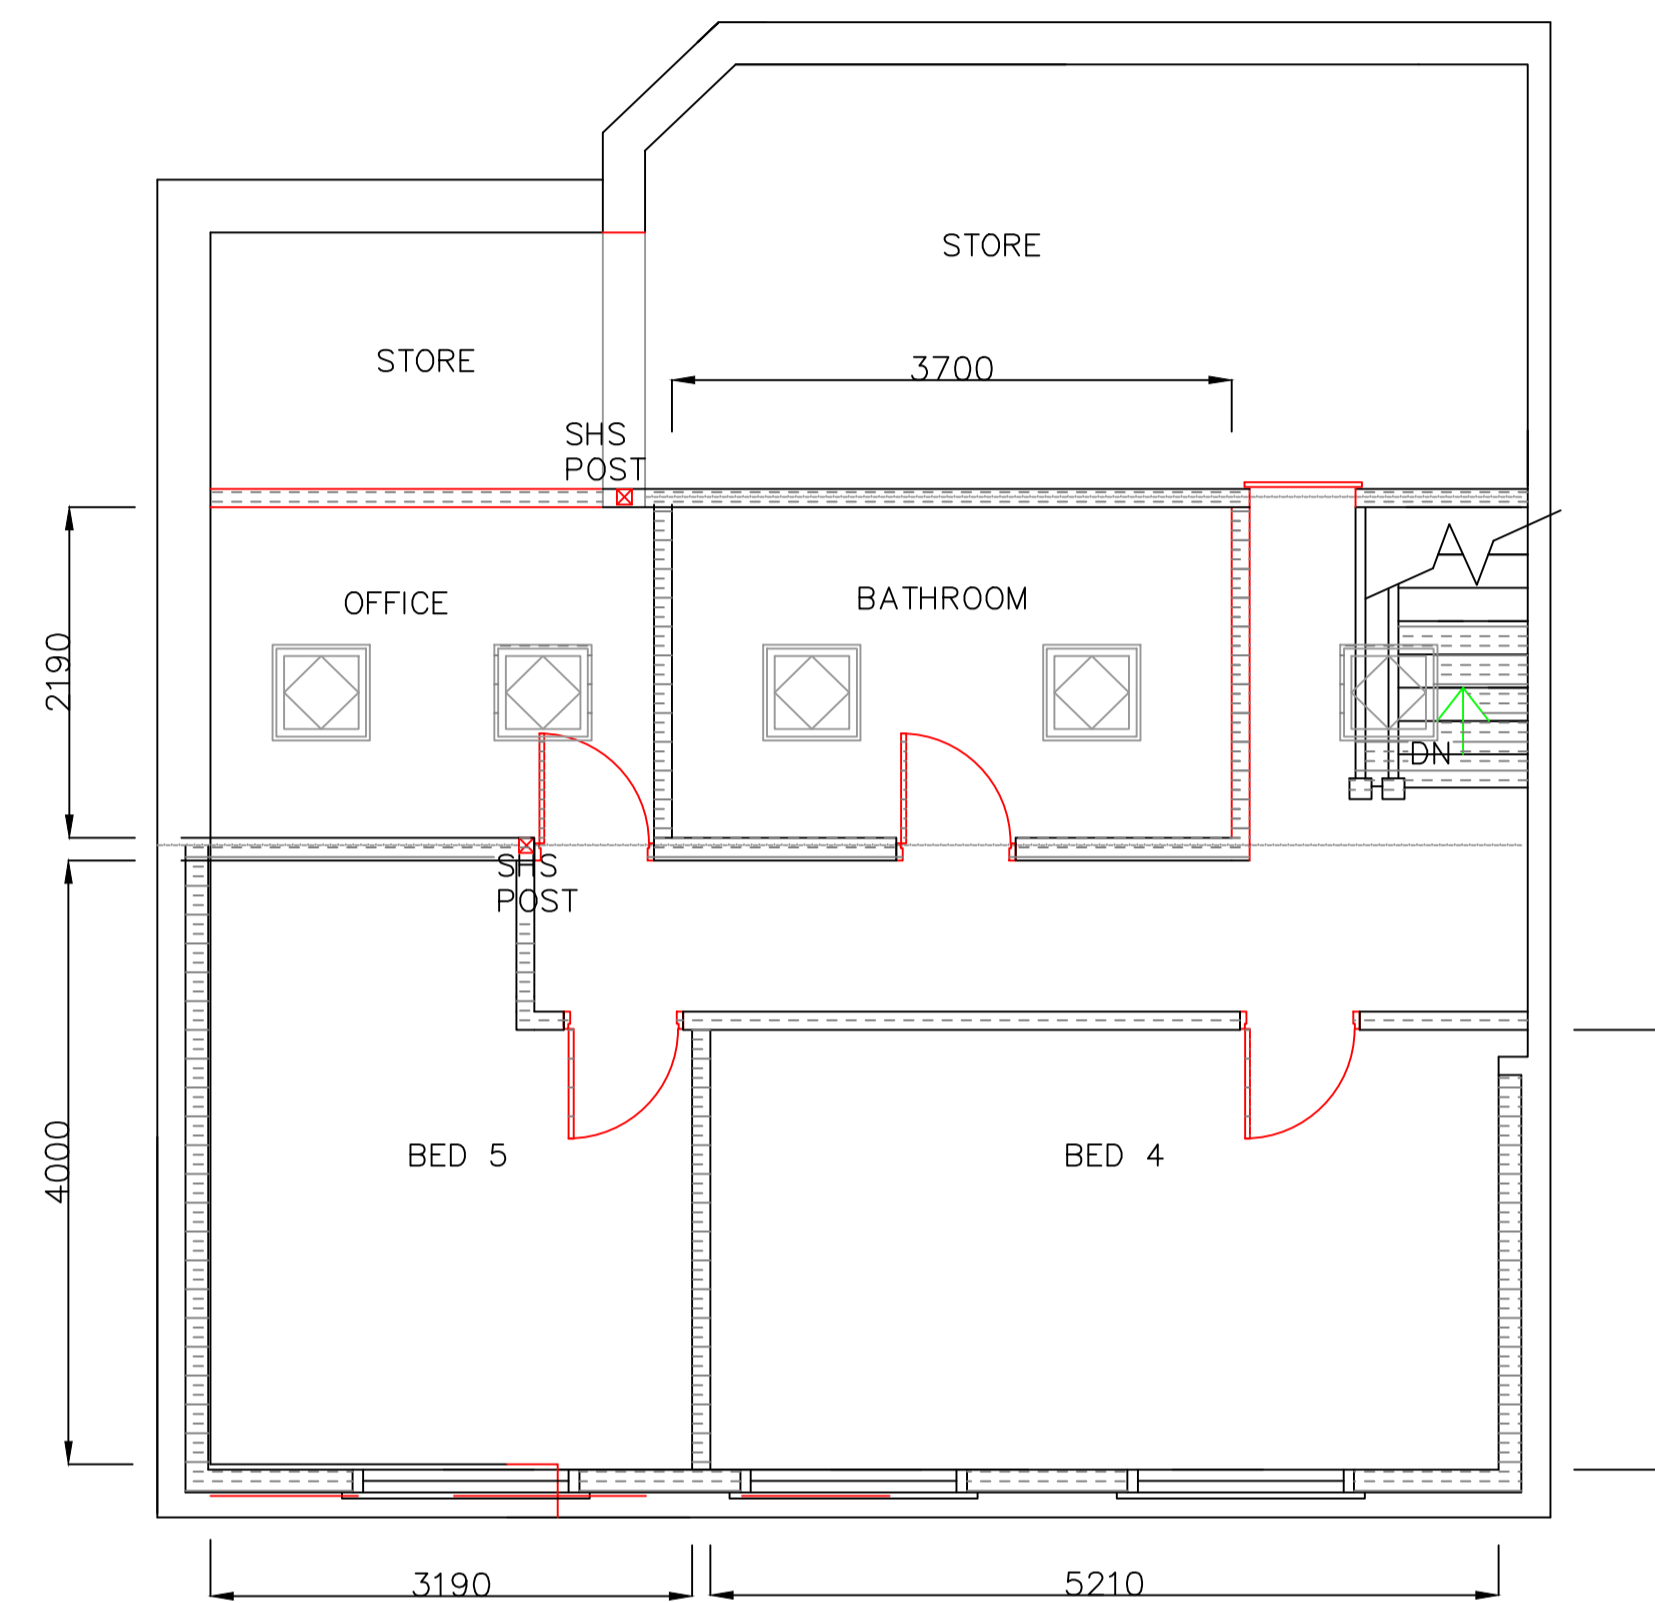 STORE
STORE
3700
SHS
POST
OFFICE
BATHROOM
2190
DN
SHS
POST
4000
BED 5
BED 4
3190
5210